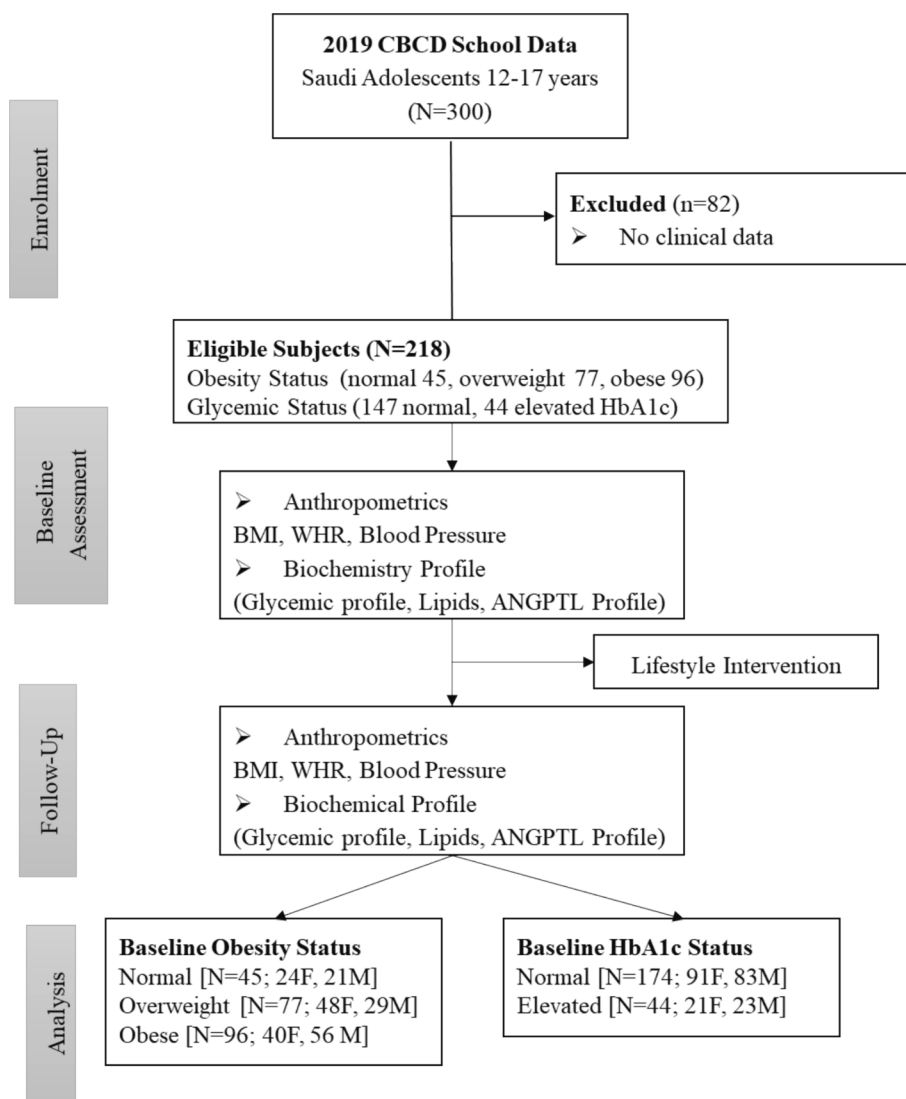 2019 CBCD School Data
Saudi Adolescents 12-17 years
(N=300)
Enrolment
Excluded (n=82)
➢ No clinical data
Eligible Subjects (N=218)
Obesity Status (normal 45, overweight 77, obese 96)
Glycemic Status (147 normal, 44 elevated HbA1c)
Baseline
Assessment
➢ Anthropometrics
BMI, WHR, Blood Pressure
➢ Biochemistry Profile
(Glycemic profile, Lipids, ANGPTL Profile)
Lifestyle Intervention
Follow-Up
➢ Anthropometrics
BMI, WHR, Blood Pressure
➢ Biochemical Profile
(Glycemic profile, Lipids, ANGPTL Profile)
Analysis
Baseline Obesity Status
Normal [N=45; 24F, 21M]
Overweight [N=77; 48F, 29M]
Obese [N=96; 40F, 56 M]
Baseline HbA1c Status
Normal [N=174; 91F, 83M]
Elevated [N=44; 21F, 23M]